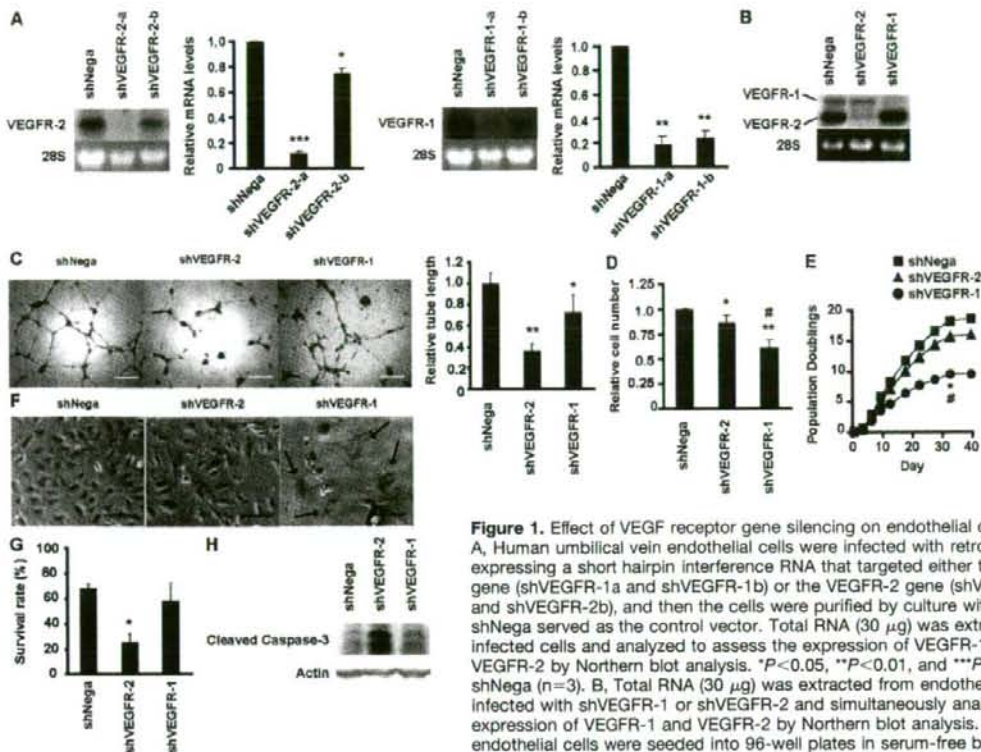 A
shNega
shVEGFR-2-a
shVEGFR-2-b
VEGFR-2
28S
Relative mRNA levels
1.0
0.8
0.6
0.4
0.2
***
*
shNega
shVEGFR-2-a
shVEGFR-2-b
shNega
shVEGFR-1-a
shVEGFR-1-b
VEGFR-1
28S
Relative mRNA levels
1.0
0.8
0.6
0.4
0.2
**
**
shNega
shVEGFR-1-a
shVEGFR-1-b
B
shNega
shVEGFR-2
shVEGFR-1
VEGFR-1
VEGFR-2
28S
C
shNega
shVEGFR-2
shVEGFR-1
Relative tube length
1.2
1.0
0.8
0.6
0.4
0.2
0
**
*
shNega
shVEGFR-2
shVEGFR-1
D
Relative cell number
1.25
1.00
0.75
0.50
0.25
0
*
#
**
shNega
shVEGFR-2
shVEGFR-1
E
shNega
shVEGFR-2
shVEGFR-1
Population Doublings
20
15
10
5
0
*
#
0 10 20 30 40
Day
F
shNega
shVEGFR-2
shVEGFR-1
G
Survival rate (%)
80
60
40
20
0
*
shNega
shVEGFR-2
shVEGFR-1
H
shNega
shVEGFR-2
shVEGFR-1
Cleaved Caspase-3
Actin
Figure 1. Effect of VEGF receptor gene silencing on endothelial
A, Human umbilical vein endothelial cells were infected with
expressing a short hairpin interference RNA that targeted either
gene (shVEGFR-1a and shVEGFR-1b) or the VEGFR-2 gene
and shVEGFR-2b), and then the cells were purified by culture
shNega served as the control vector. Total RNA (30 μg) was
infected cells and analyzed to assess the expression of
VEGFR-2 by Northern blot analysis. *P<0.05, **P<0.01, and ***P
shNega (n=3). B, Total RNA (30 μg) was extracted from
infected with shVEGFR-1 or shVEGFR-2 and simultaneously
expression of VEGFR-1 and VEGFR-2 by Northern blot analysis.
endothelial cells were seeded into 96-well plates in serum-free